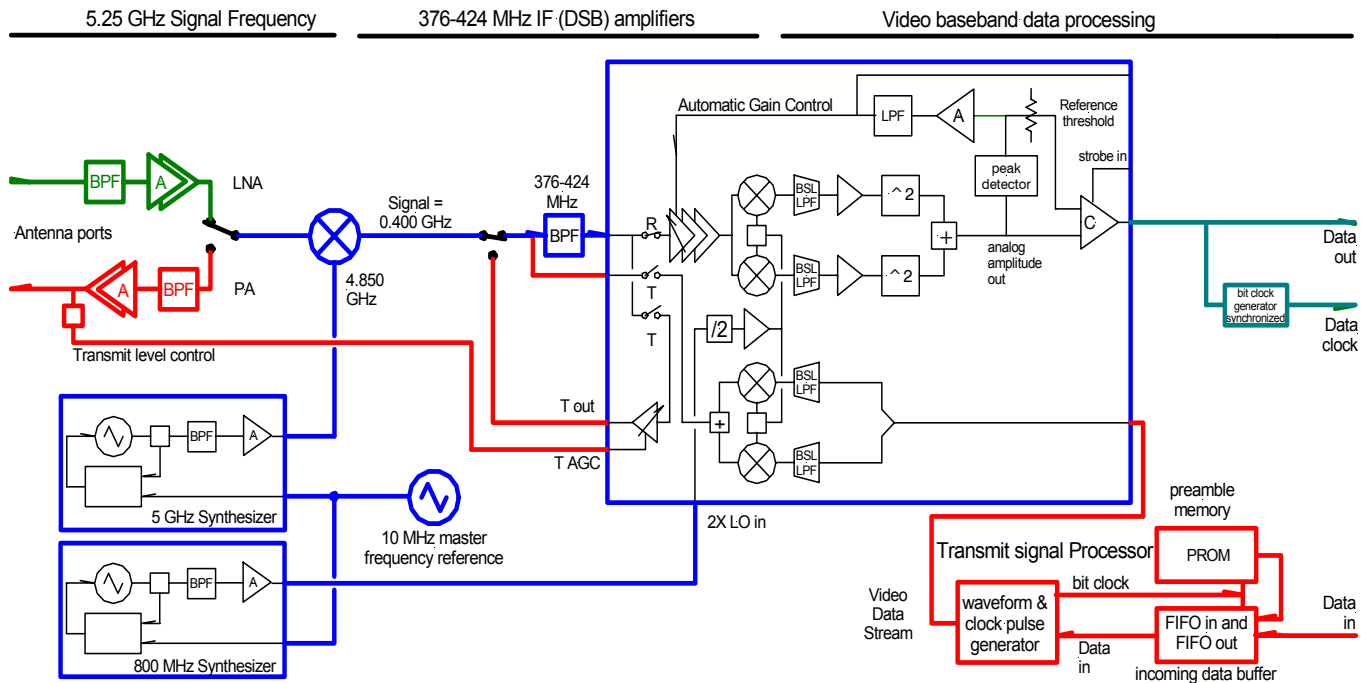 5.25 GHz Signal Frequency
376-424 MHz IF (DSB) amplifiers
Video baseband data processing
Automatic Gain Control
LPF
A
Reference
threshold
strobe in
peak
detector
BPF
A
LNA
Signal =
0.400 GHz
376-424
MHz
BPF
R
BSL
LPF
^2
+
C
analog
amplitude
out
Antenna ports
A
BPF
PA
4.850
GHz
T
BSL
LPF
^2
Data
out
bit clock
generator
synchronized
Data
clock
Transmit level control
T
/2
BSL
LPF
T out
+
T AGC
BSL
LPF
A
BPF
5 GHz Synthesizer
10 MHz master
frequency reference
2X LO in
A
BPF
800 MHz Synthesizer
preamble
memory
Transmit signal Processor
PROM
bit clock
Video
Data
Stream
waveform &
clock pulse
generator
FIFO in and
FIFO out
Data
in
Data
in
incoming data buffer